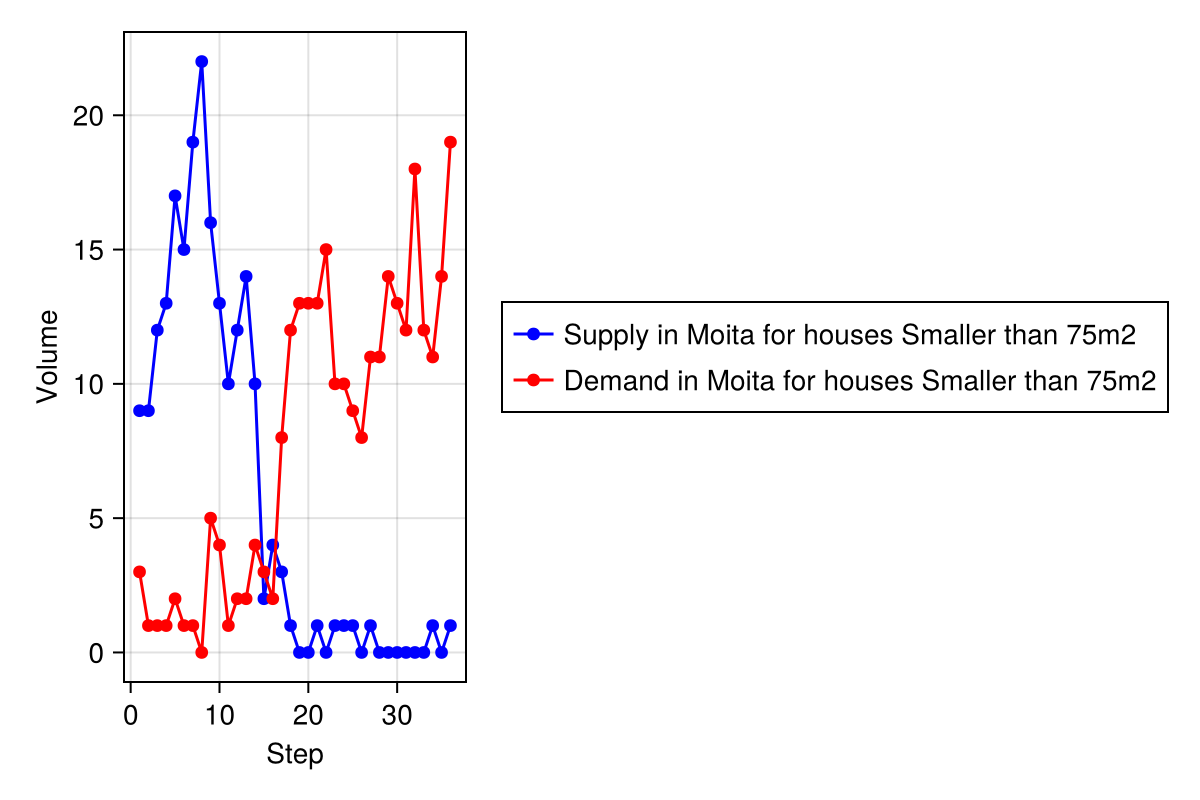 20
15
10
5
0
Volume
0 10 20 30
Step
Supply in Moita for houses Smaller than 75m2
Demand in Moita for houses Smaller than 75m2